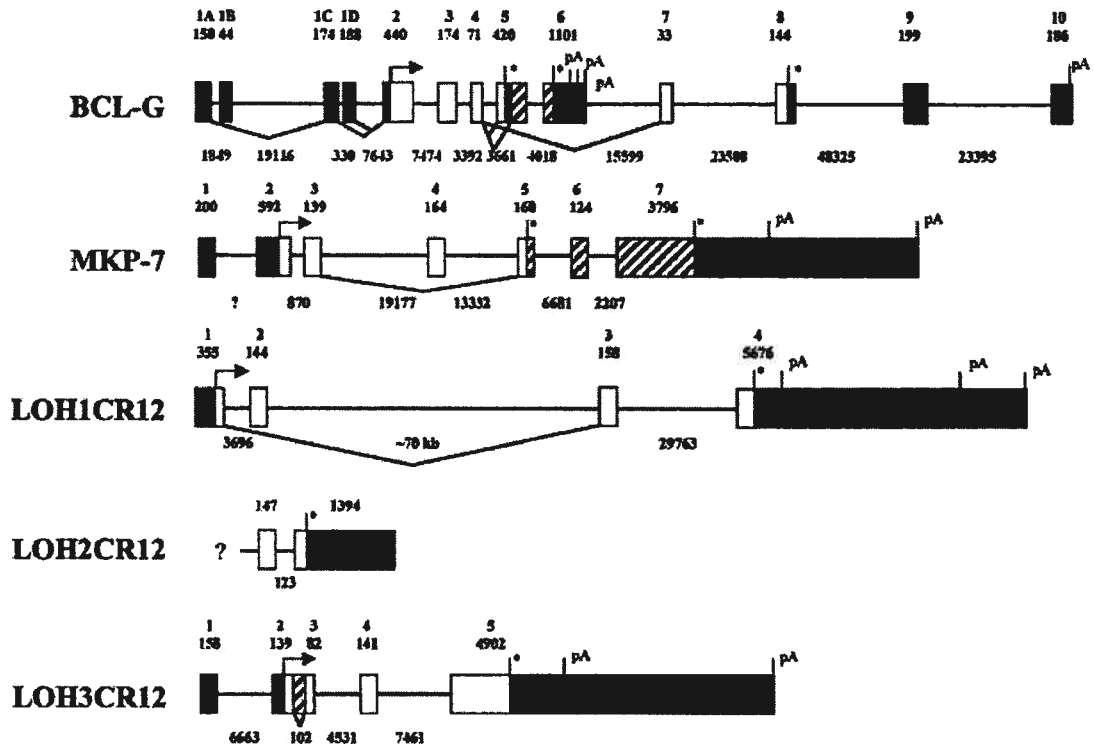 1A 1B 1C 1D 2 3 4 5 6 7 8 9 10
150 44 174 188 440 174 71 420 1101 33 144 199 186
* * pA pA pA * pA
BCL-G
1849 19116 330 7643 7474 3392 3661 4018 15599 23508 48325 23395
1 2 3 4 5 6 7
200 592 139 164 160 124 3796
* * pA pA
MKP-7
? 870 19177 13332 6681 2207
1 2 3 4
355 144 158 5676
* pA pA pA
LOH1CR12
3696 ~70 kb 29763
147 * 1394
LOH2CR12 ?
123
1 2 3 4 5
158 139 82 141 4902
* pA pA
LOH3CR12
6663 102 4531 7461